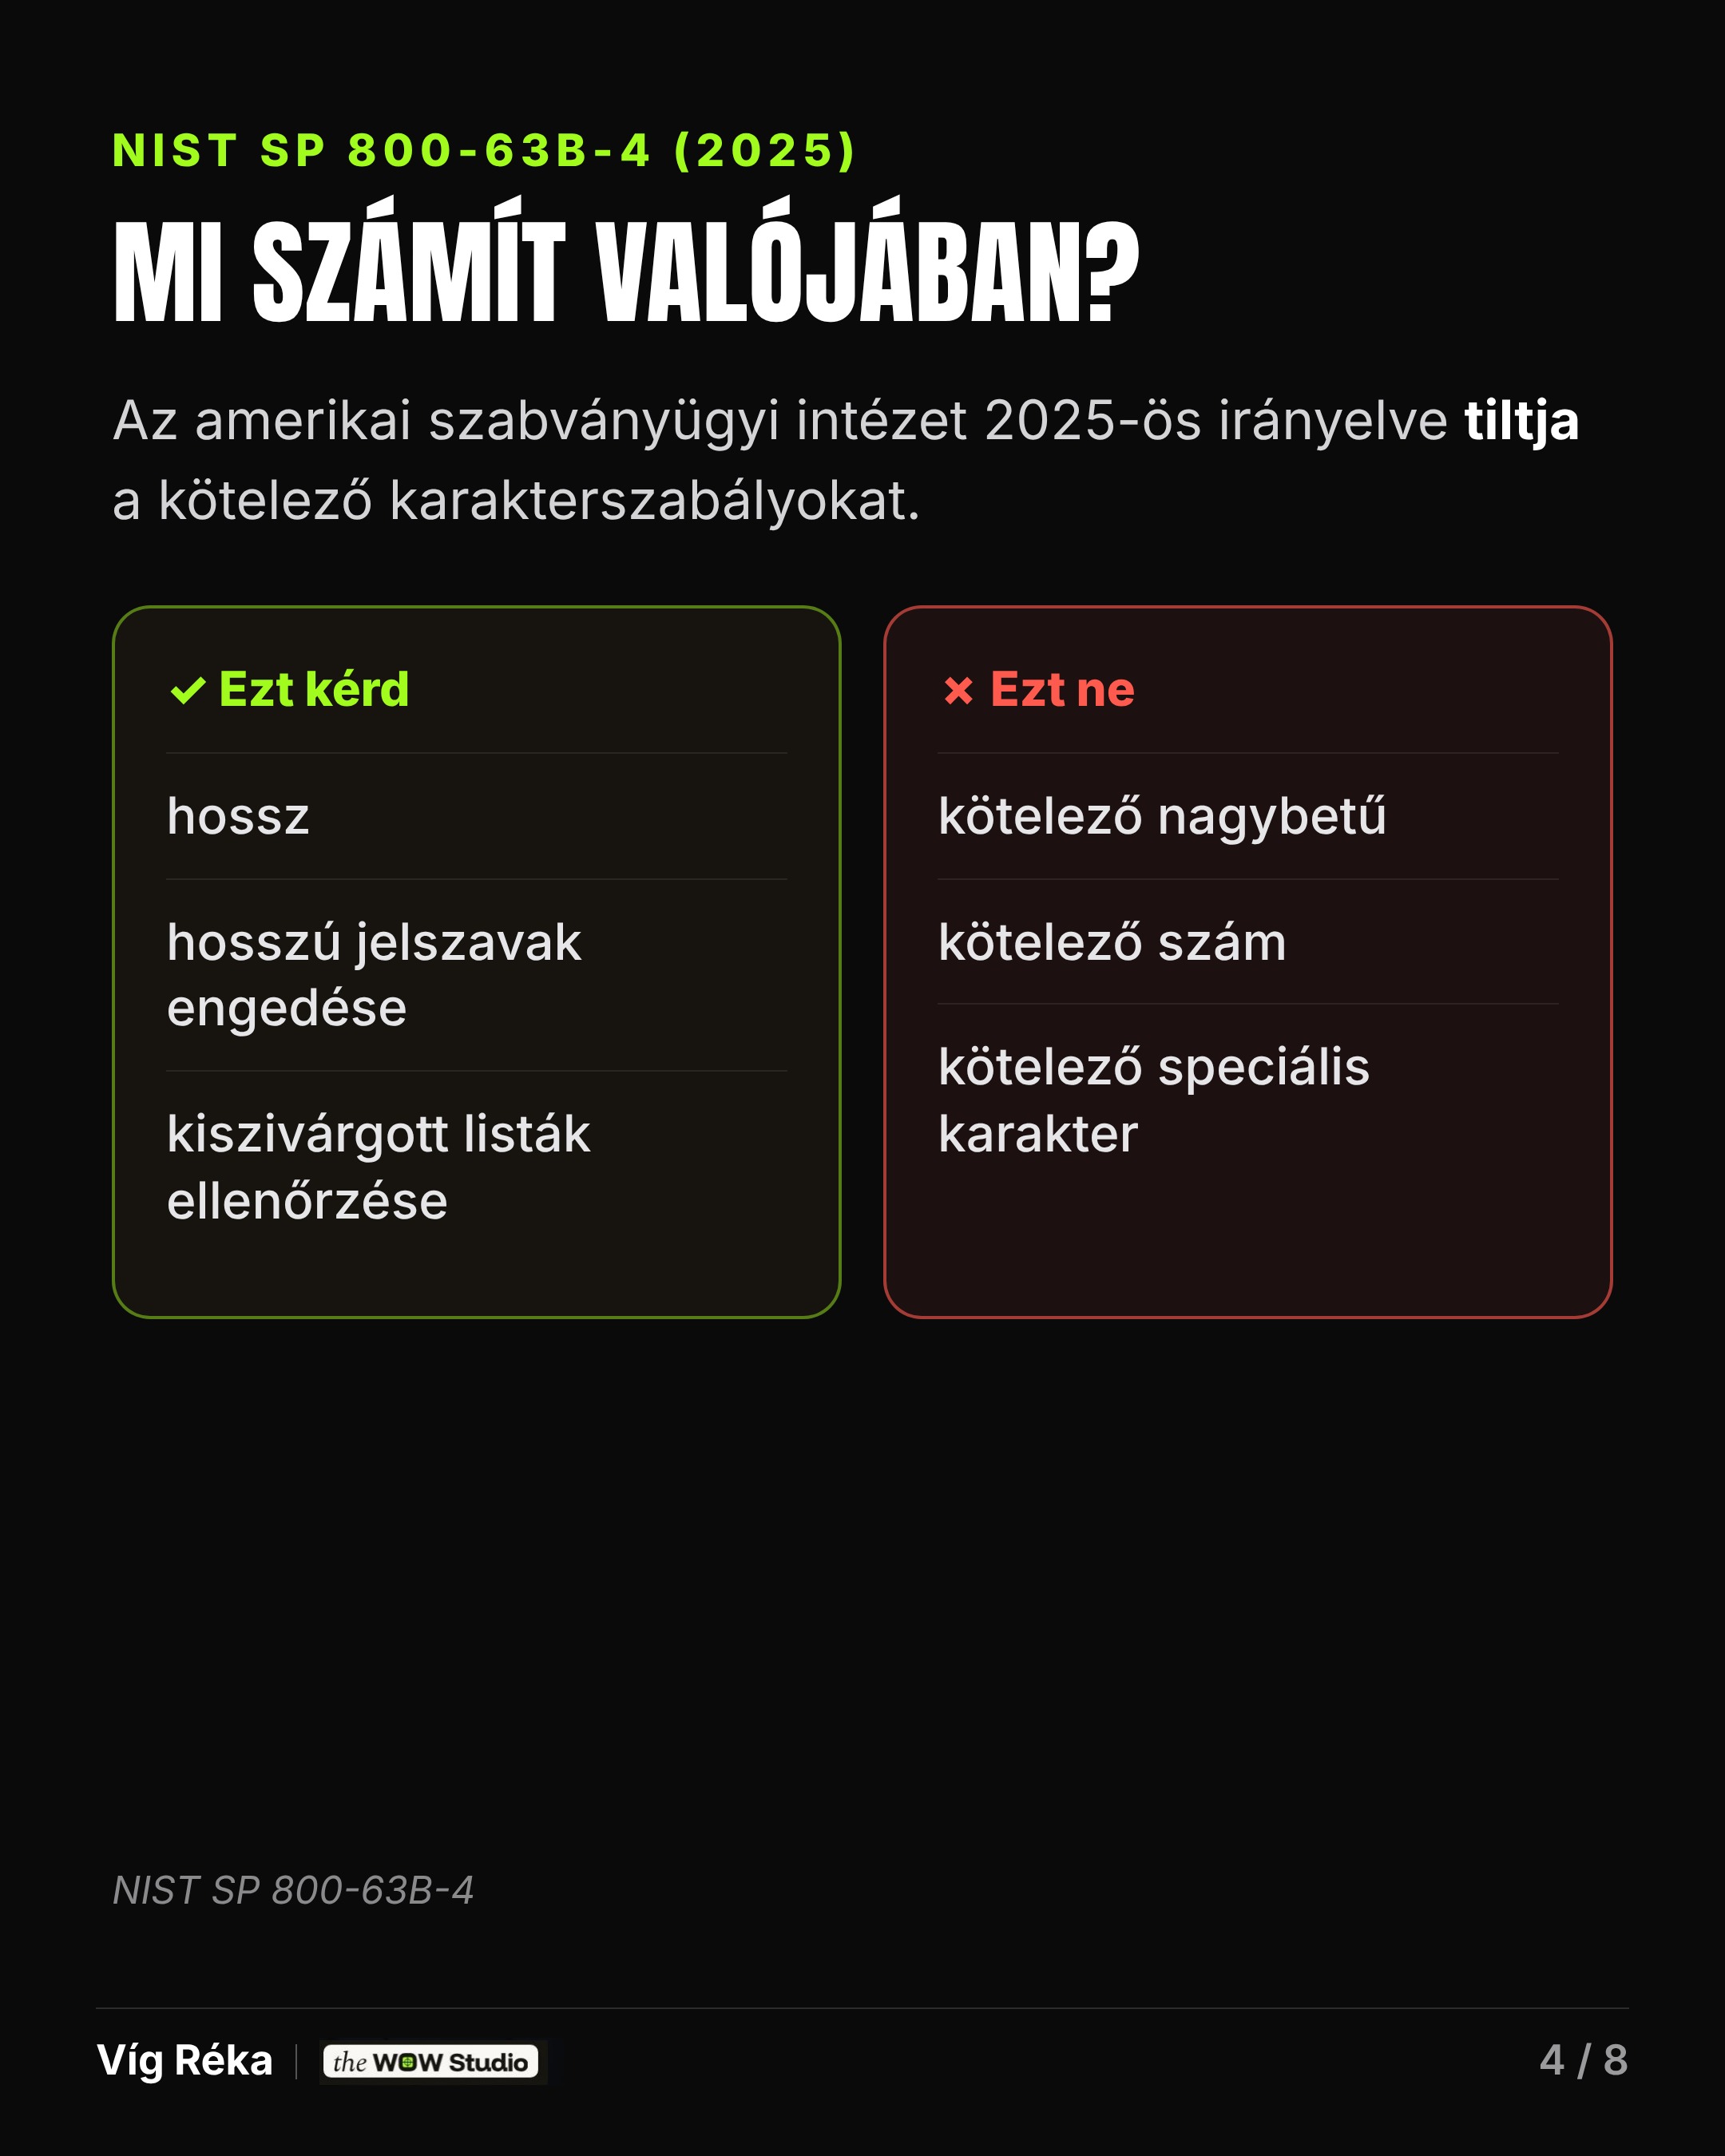 NIST SP 800-63B-4 (2025)
MI SZÁMÍT VALÓJÁBAN?
Az amerikai szabványügyi intézet 2025-ös irányelve tiltja
a kötelező karakterszabályokat.
✓ Ezt kérd
hossz
hosszú jelszavak
engedése
kiszivárgott listák
ellenőrzése
✕ Ezt ne
kötelező nagybetű
kötelező szám
kötelező speciális
karakter
NIST SP 800-63B-4
Víg Réka | the WOW Studio
4 / 8